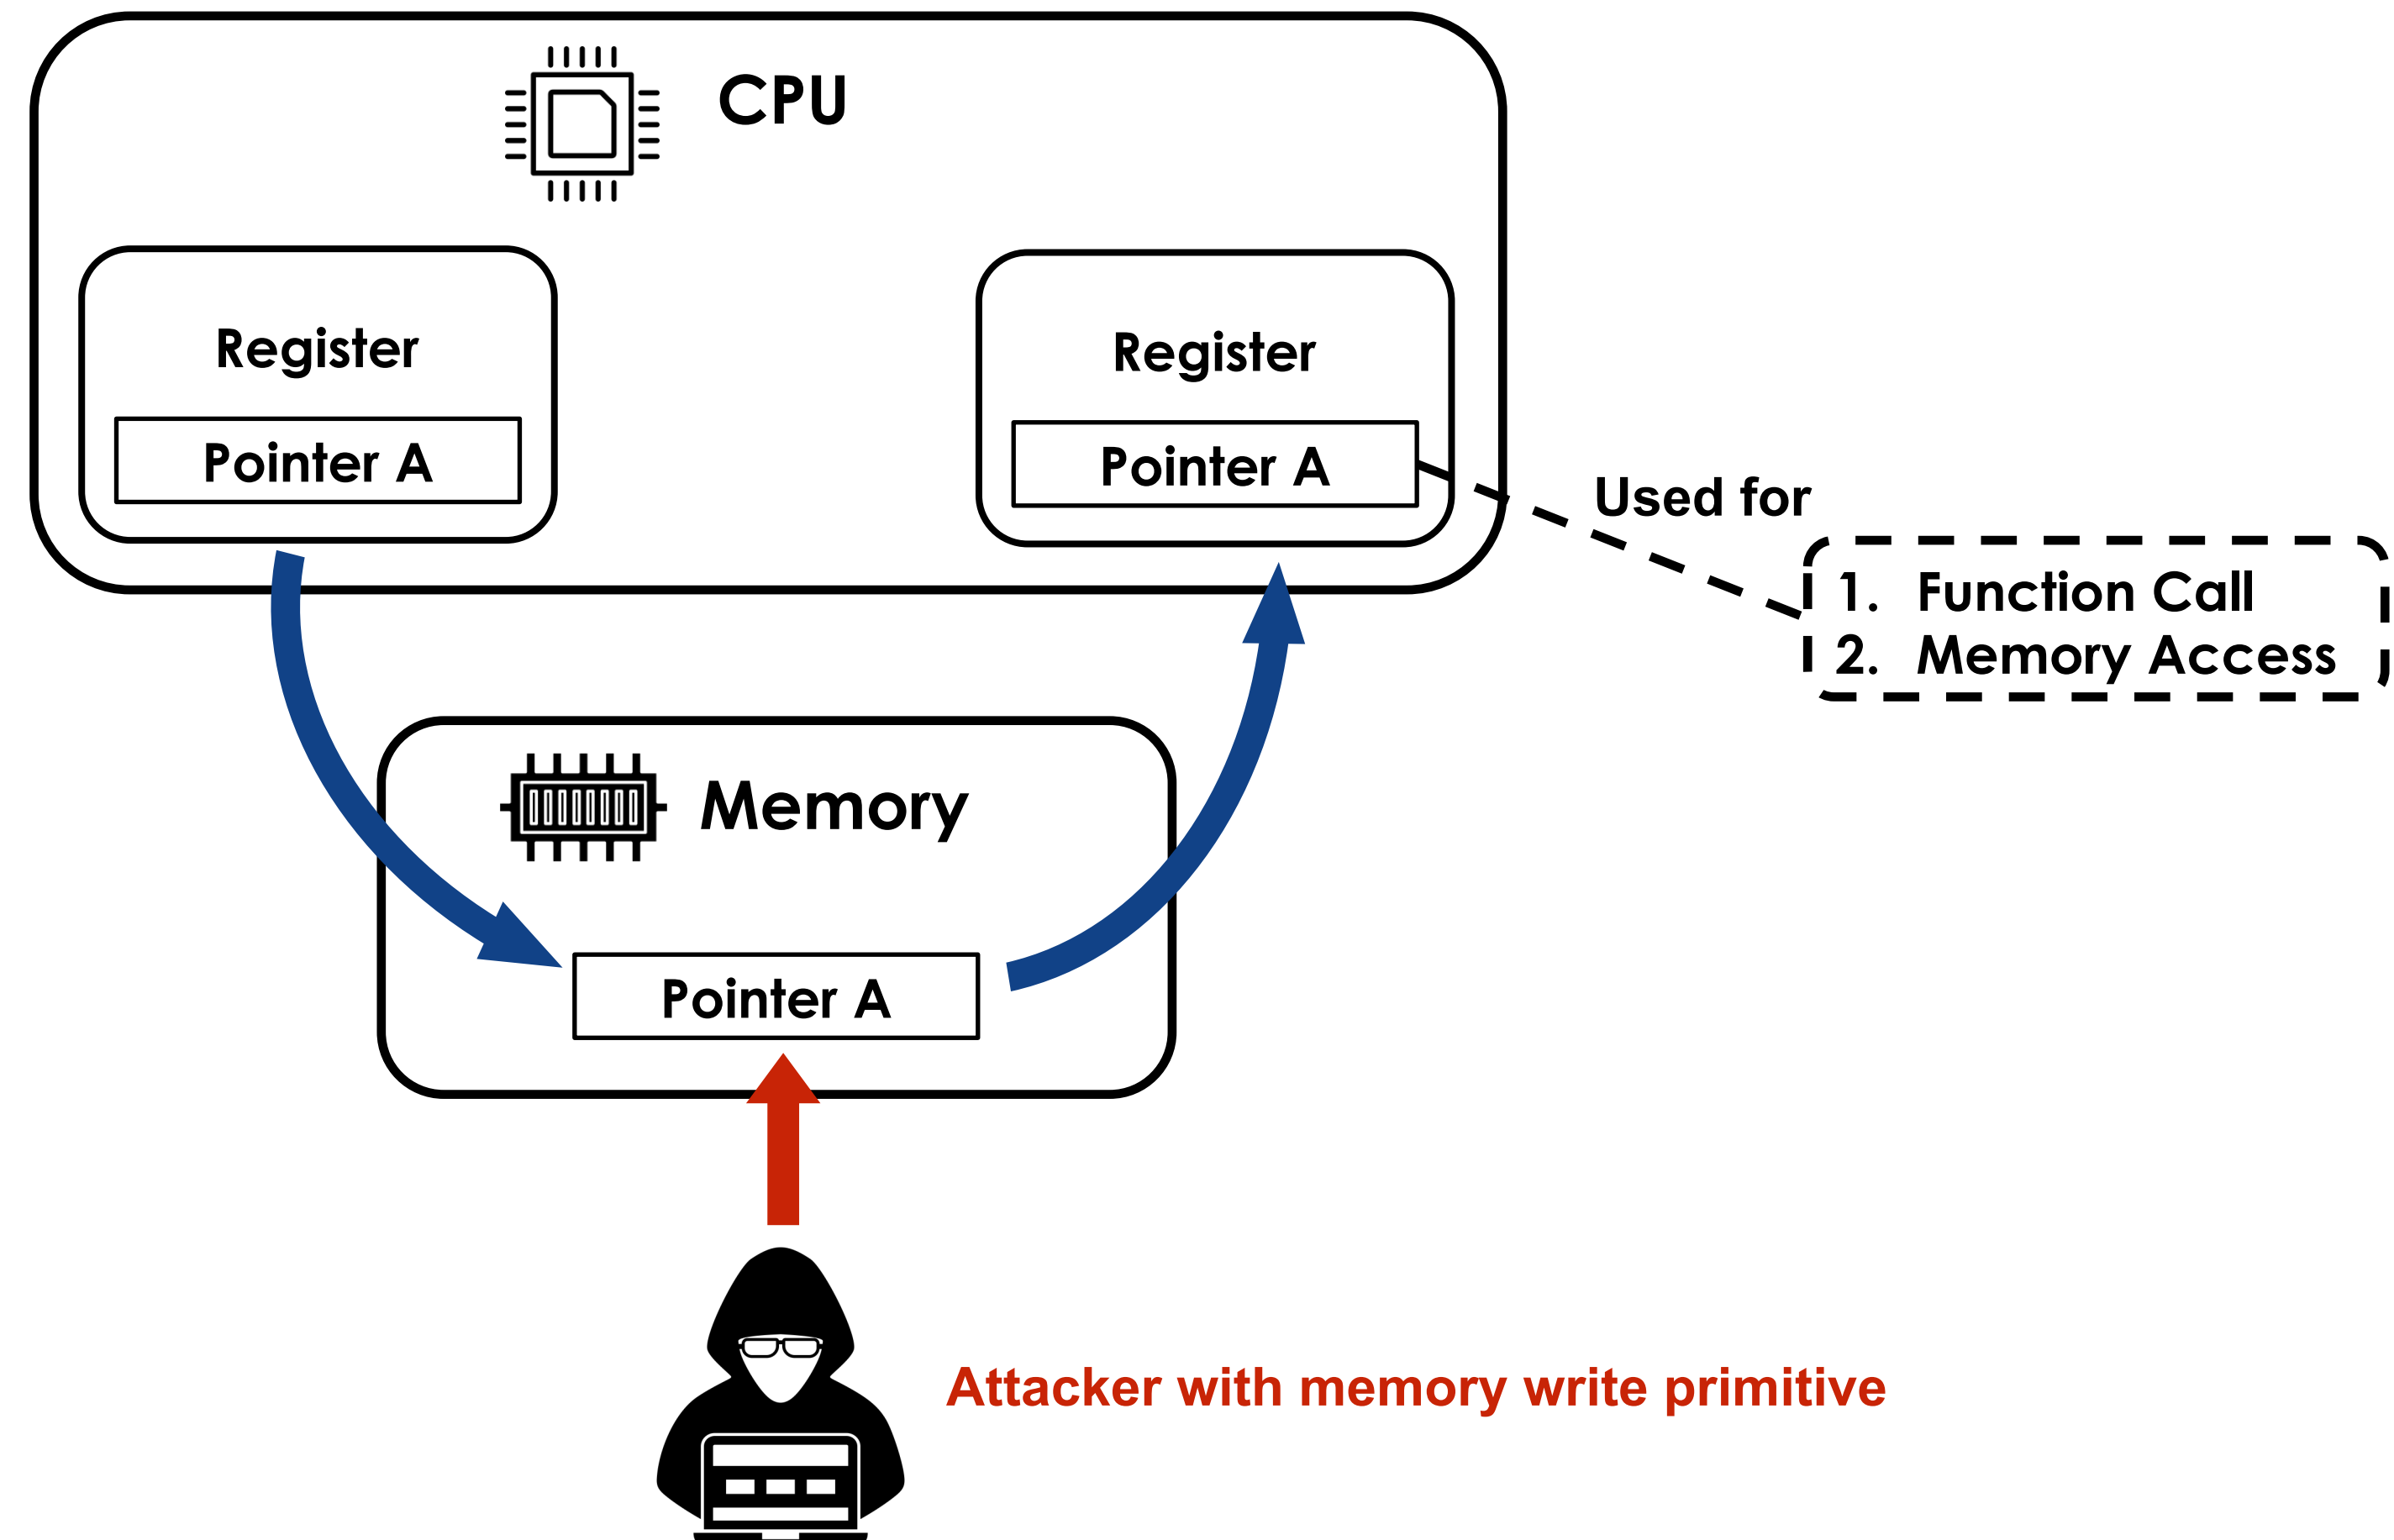 CPU
Register
Pointer A
Register
Pointer A
Used for
1. Function Call
2. Memory Access
Memory
Pointer A
Attacker with memory write primitive